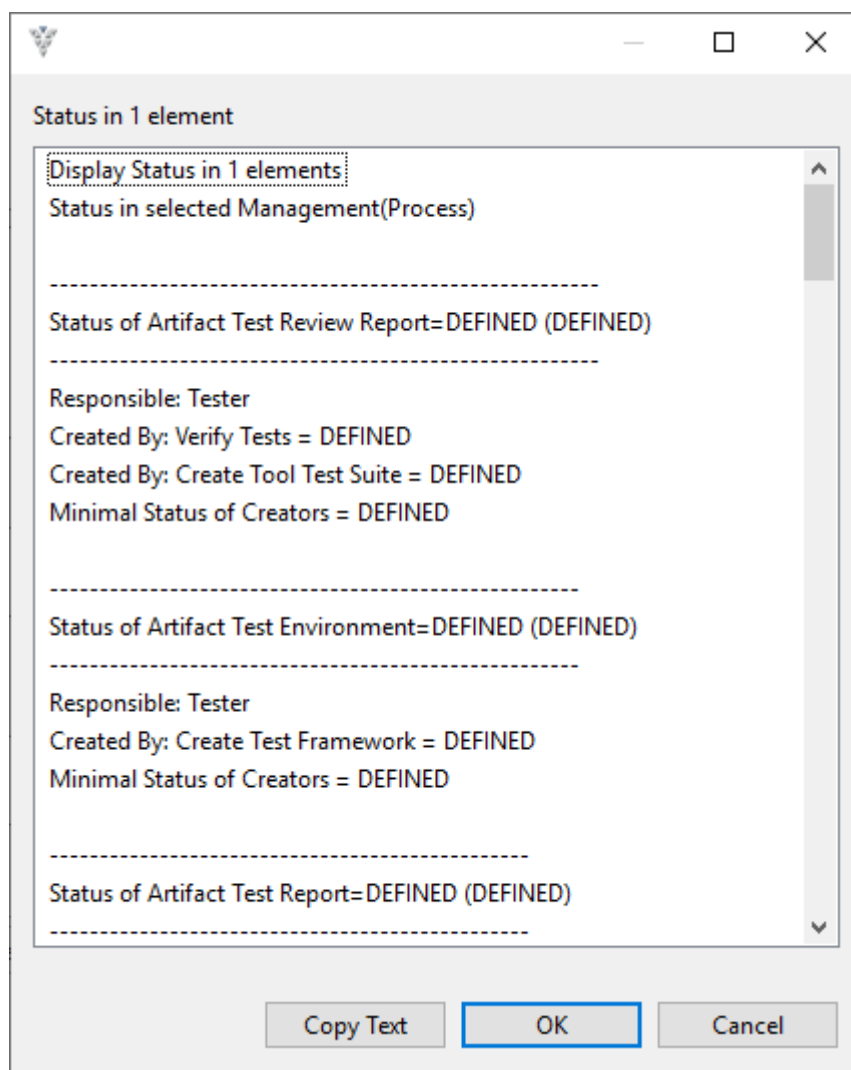 Status in 1 element
Display Status in 1 elements
Status in selected Management(Process)
-------------------------------------------------------
Status of Artifact Test Review Report=DEFINED (DEFINED)
-------------------------------------------------------
Responsible: Tester
Created By: Verify Tests = DEFINED
Created By: Create Tool Test Suite = DEFINED
Minimal Status of Creators = DEFINED
-----------------------------------------------------
Status of Artifact Test Environment=DEFINED (DEFINED)
-----------------------------------------------------
Responsible: Tester
Created By: Create Test Framework = DEFINED
Minimal Status of Creators = DEFINED
------------------------------------------------
Status of Artifact Test Report=DEFINED (DEFINED)
------------------------------------------------
Copy Text OK Cancel